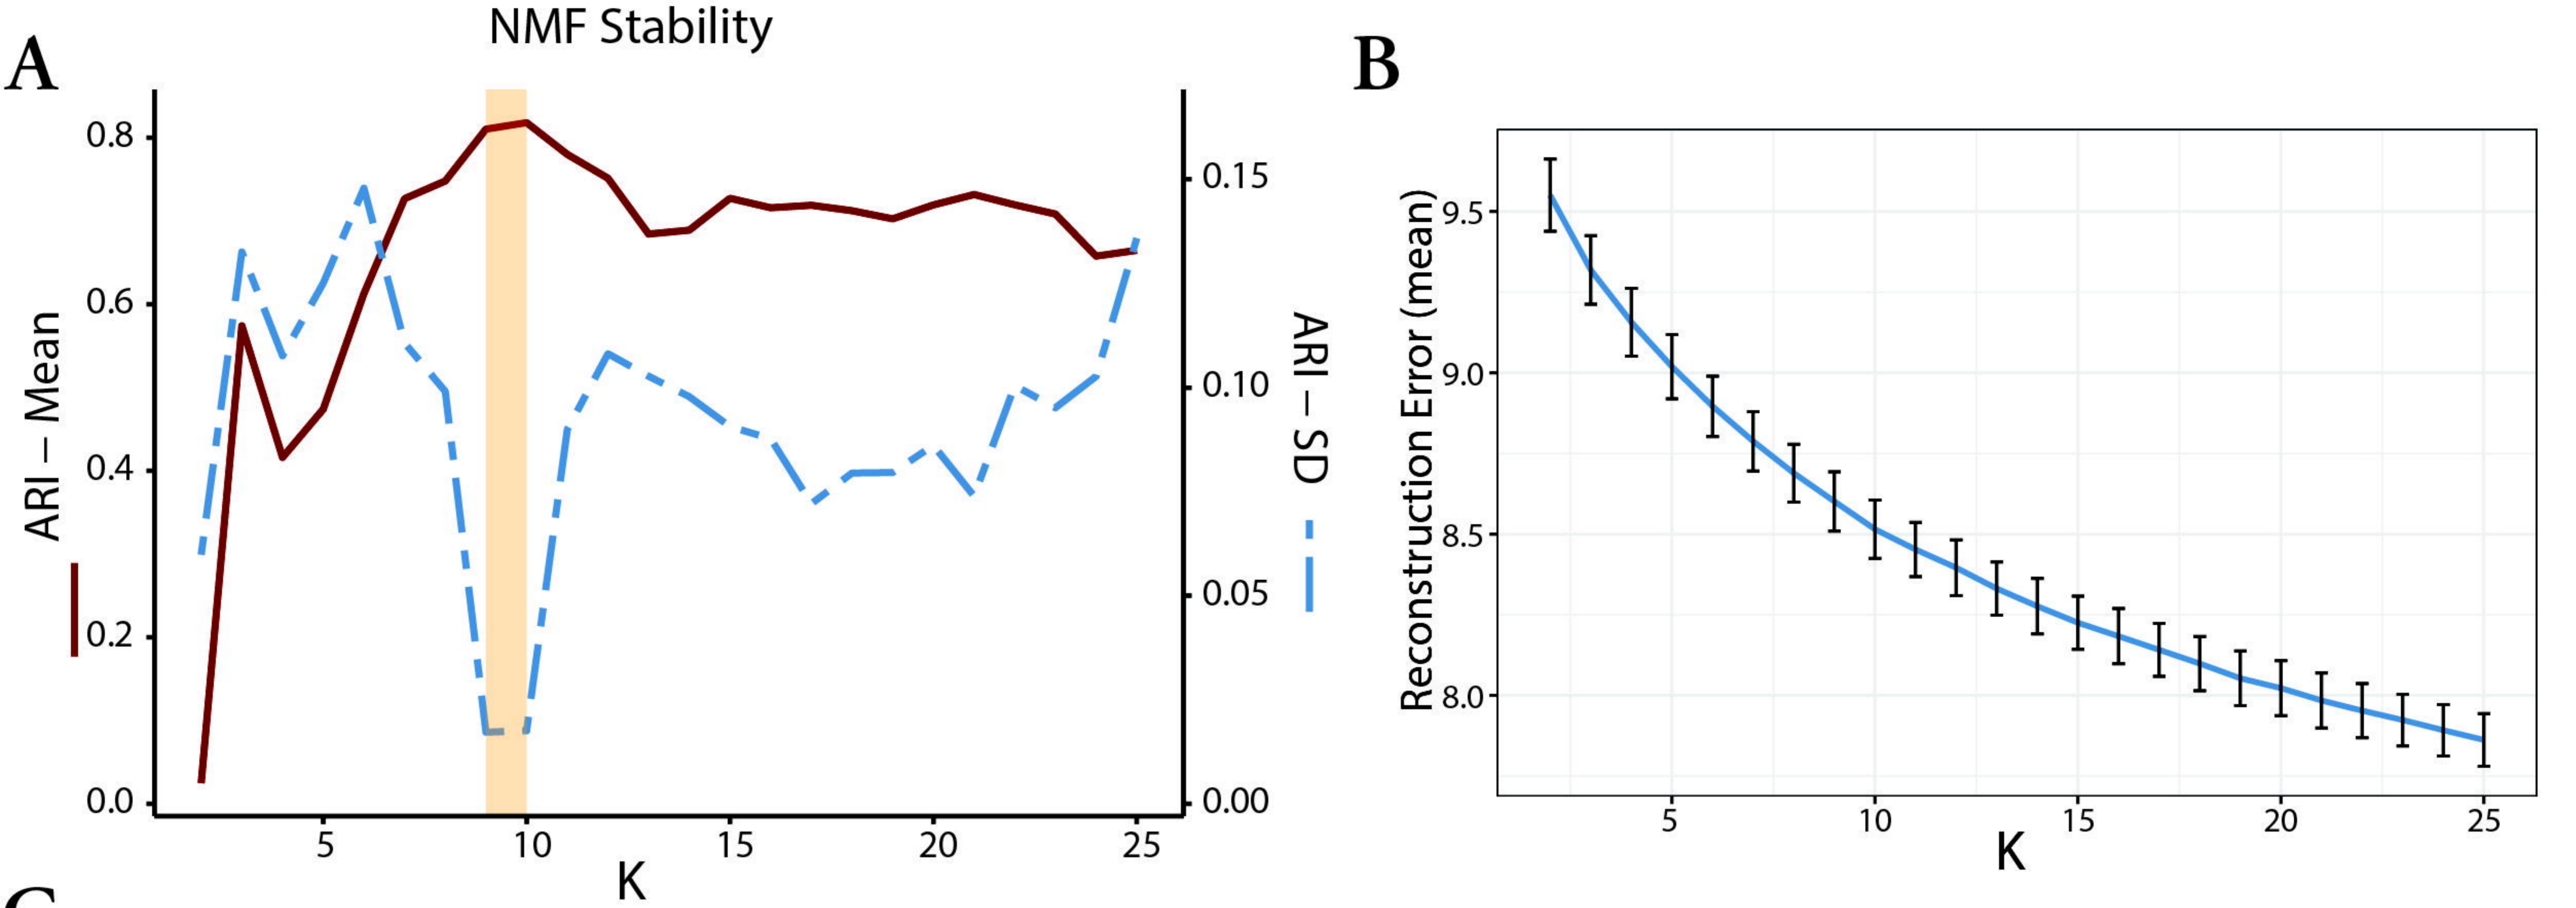 A
NMF Stability
ARI – Mean
0.8
0.6
0.4
0.2
0.0
0.15
0.10
0.05
0.00
ARI – SD
5
10
15
20
25
K
B
Reconstruction Error (mean)
9.5
9.0
8.5
8.0
5
10
15
20
25
K